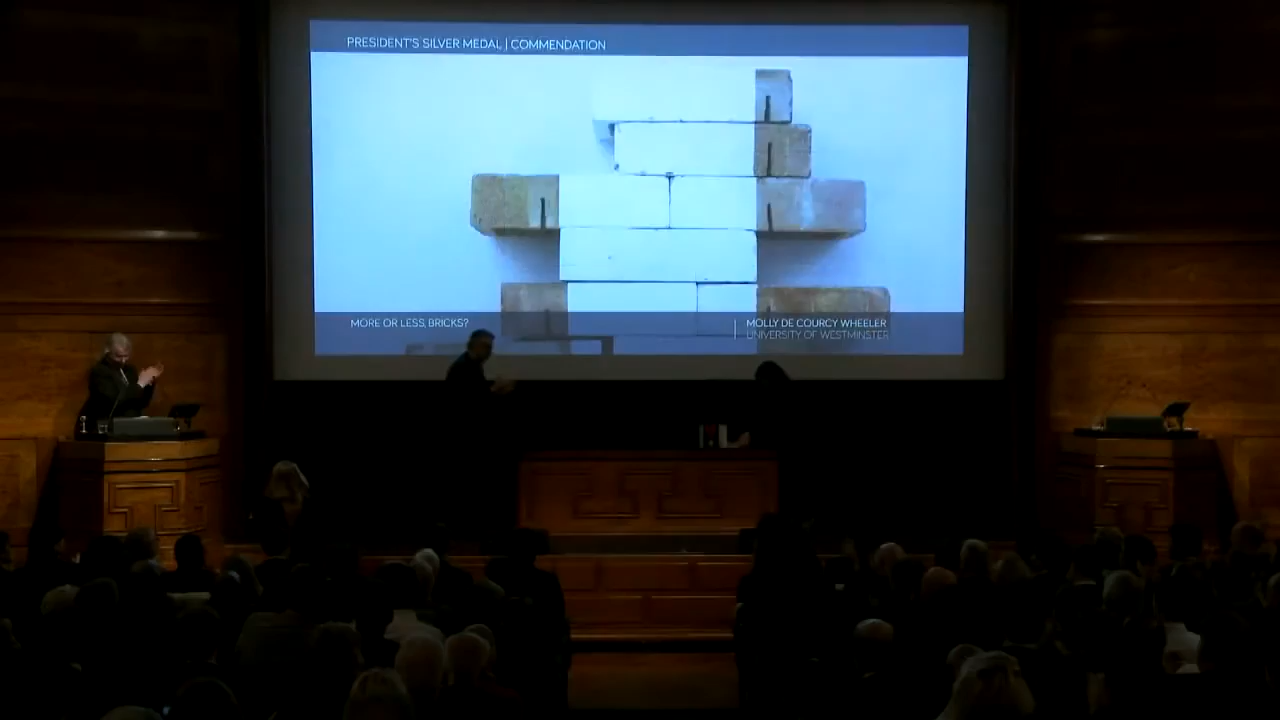 PRESIDENT'S SILVER MEDAL | COMMENDATION
MORE OR LESS, BRICKS?
MOLLY DE COURCY WHEELER
UNIVERSITY OF WESTMINSTER